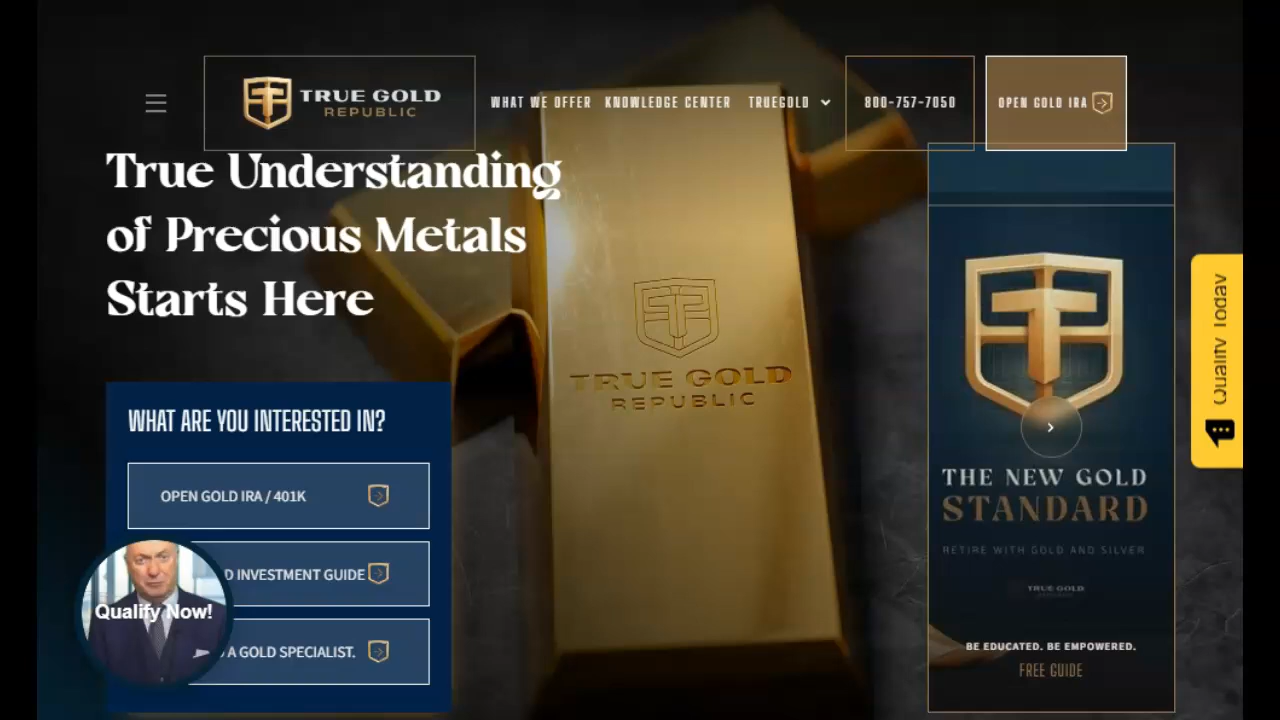 TRUE GOLD
REPUBLIC
WHAT WE OFFER
KNOWLEDGE CENTER
TRUEGOLD
800-757-7050
OPEN GOLD IRA
True Understanding
of Precious Metals
Starts Here
WHAT ARE YOU INTERESTED IN?
OPEN GOLD IRA / 401K
D INVESTMENT GUIDE
A GOLD SPECIALIST.
Qualify Now!
TRUE GOLD
REPUBLIC
THE NEW GOLD
STANDARD
RETIRE WITH GOLD AND SILVER
TRUE GOLD
BE EDUCATED. BE EMPOWERED.
FREE GUIDE
Qualify Today